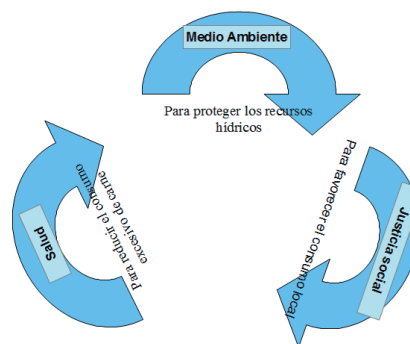 Medio Ambiente
Para proteger los recursos
hídricos
Para favorecer el consumo local
Justicia social
Para reducir el consumo
excesivo de carne
Salud